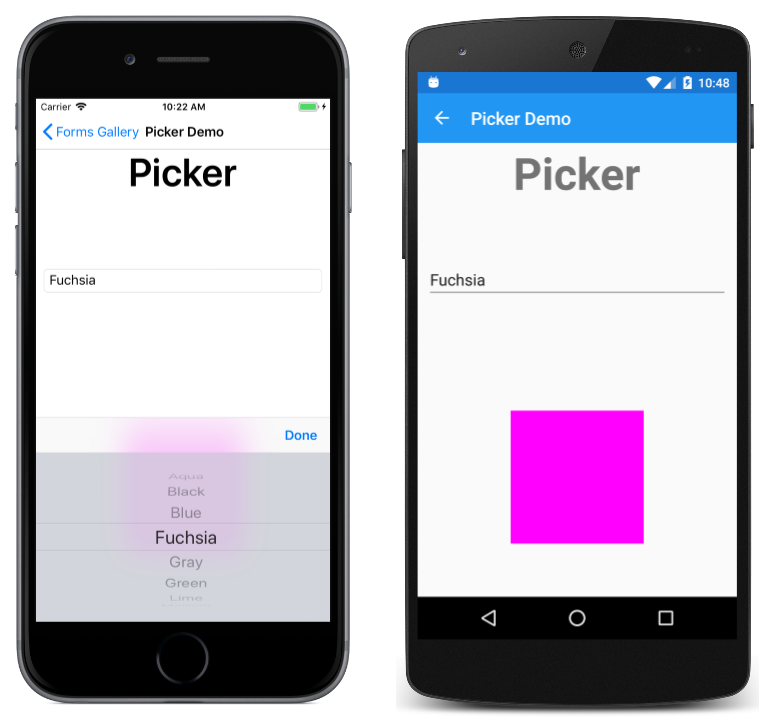 Carrier 10:22 AM
Forms Gallery Picker Demo
Picker
Fuchsia
Done
Aqua
Black
Blue
Fuchsia
Gray
Green
Lime
10:48
Picker Demo
Picker
Fuchsia